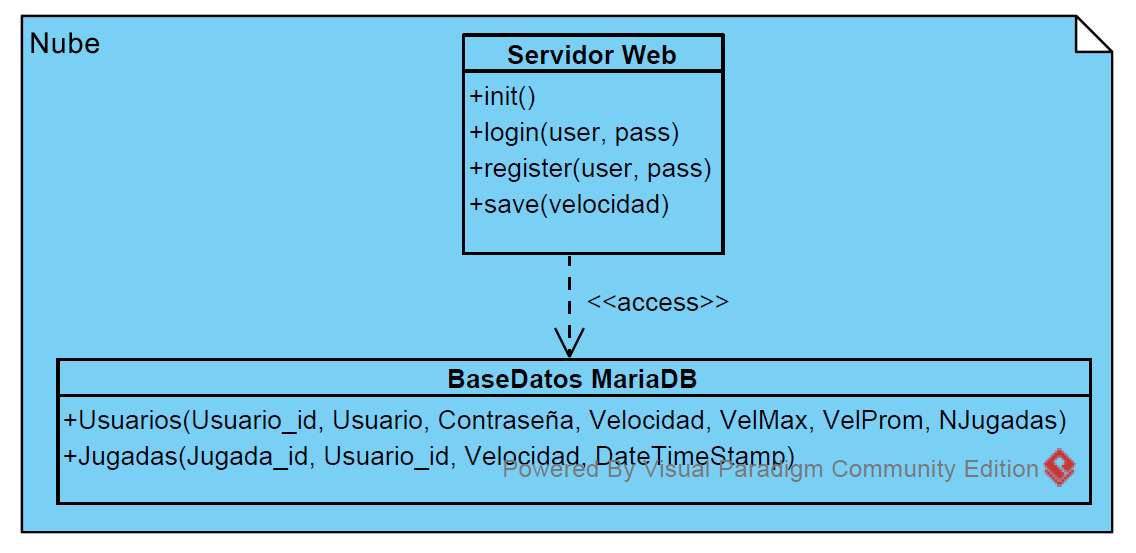 Nube
Servidor Web
+init()
+login(user, pass)
+register(user, pass)
+save(velocidad)
<<access>>
BaseDatos MariaDB
+Usuarios(Usuario_id, Usuario, Contraseña, Velocidad, VelMax, VelProm, NJugadas)
+Jugadas(Jugada_id, Usuario_id, Velocidad, DateTimeStamp)
Powered By Visual Paradigm Community Edition